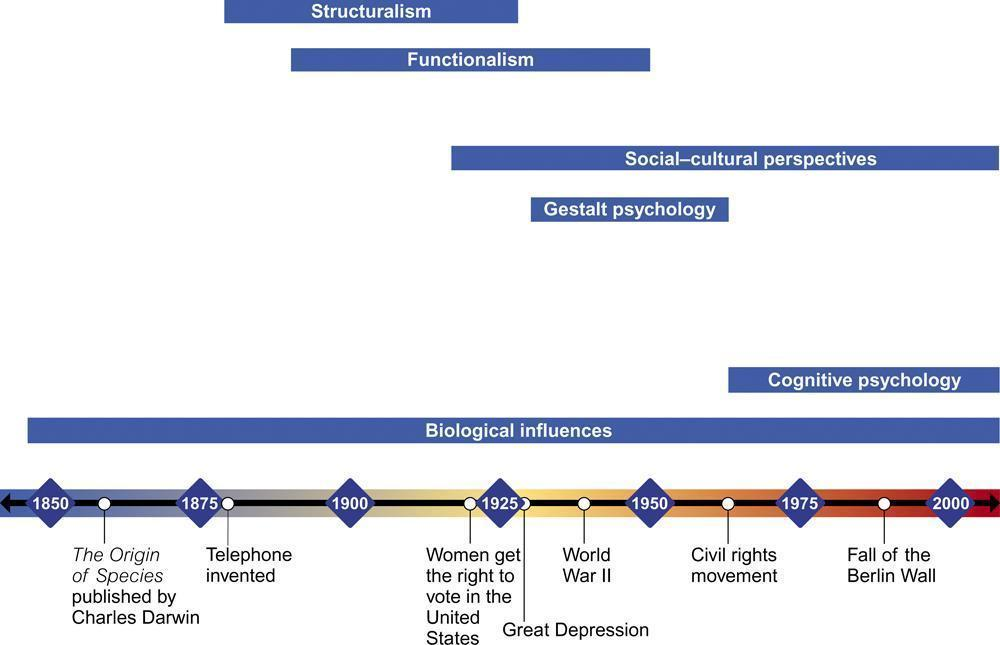 Structuralism
Functionalism
Social–cultural perspectives
Gestalt psychology
Cognitive psychology
Biological influences
1850
1875
1900
1925
1950
1975
2000
The Origin
of Species
published by
Charles Darwin
Telephone
invented
Women get
the right to
vote in the
United
States
Great Depression
World
War II
Civil rights
movement
Fall of the
Berlin Wall